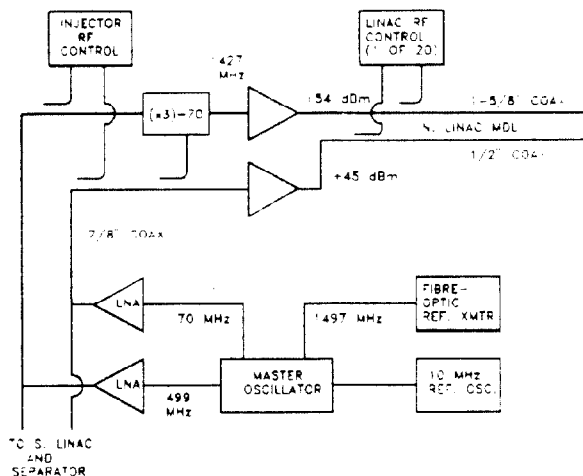 INJECTOR
RF
CONTROL
LINAC RF
CONTROL
(1 OF 20)
1427
MHz
(x3)-70
+54 dBm
1-5/8" COAX
N. LINAC MDL
1/2" COAX
+45 dBm
7/8" COAX
LNA
70 MHz
1497 MHz
FIBRE-
OPTIC
REF. XMTR
LNA
499
MHz
MASTER
OSCILLATOR
10 MHz
REF. OSC.
TO S. LINAC
AND
SEPARATOR